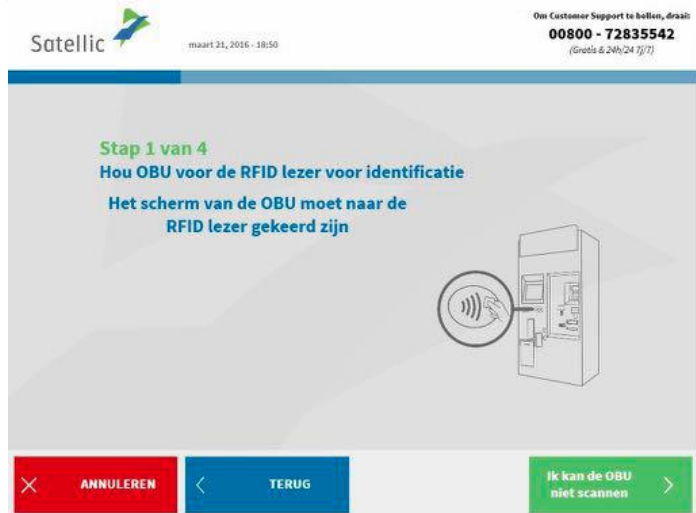 Satellic
maart 21, 2016 - 18:50
Om Customer Support te bellen, draai:
00800 - 72835542
(Gratis & 24h/24 7j/7)
Stap 1 van 4
Hou OBU voor de RFID lezer voor identificatie
Het scherm van de OBU moet naar de
RFID lezer gekeerd zijn
ANNULEREN
TERUG
Ik kan de OBU
niet scannen